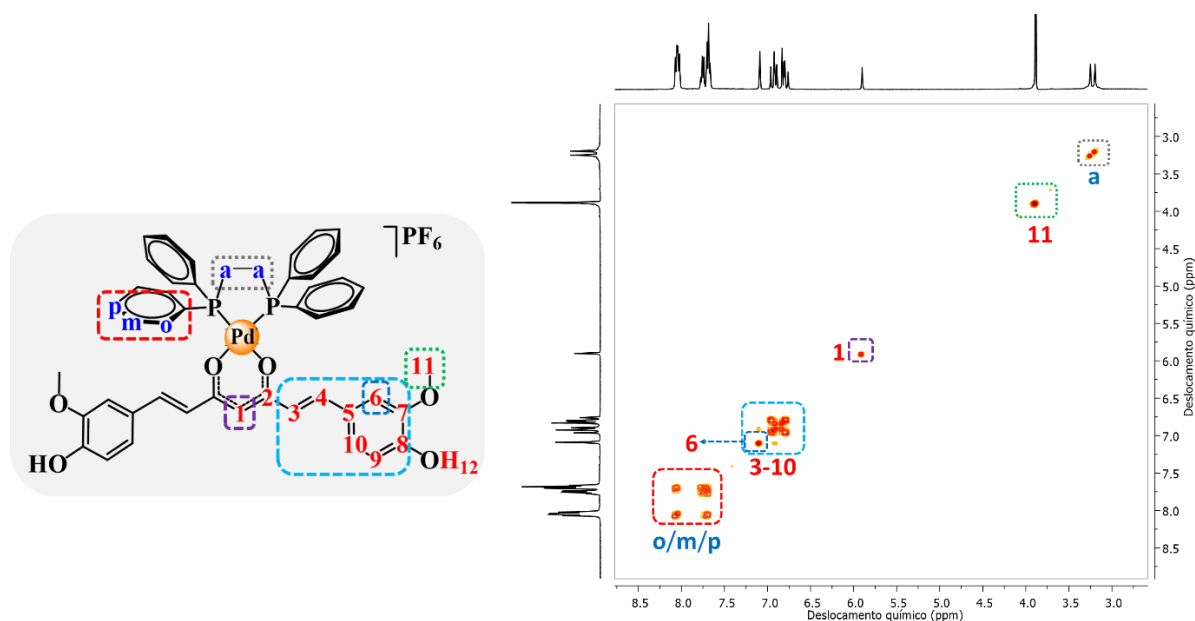 ]PF6
a
a
p
m
o
P
P
Pd
O
O
11
O
1
2
3
4
5
6
7
8
9
10
O
HO
OH12
3.0
3.5
4.0
4.5
5.0
5.5
6.0
6.5
7.0
7.5
8.0
8.5
Deslocamento químico (ppm)
a
11
1
6
3-10
o/m/p
8.5 8.0 7.5 7.0 6.5 6.0 5.5 5.0 4.5 4.0 3.5 3.0
Deslocamento químico (ppm)